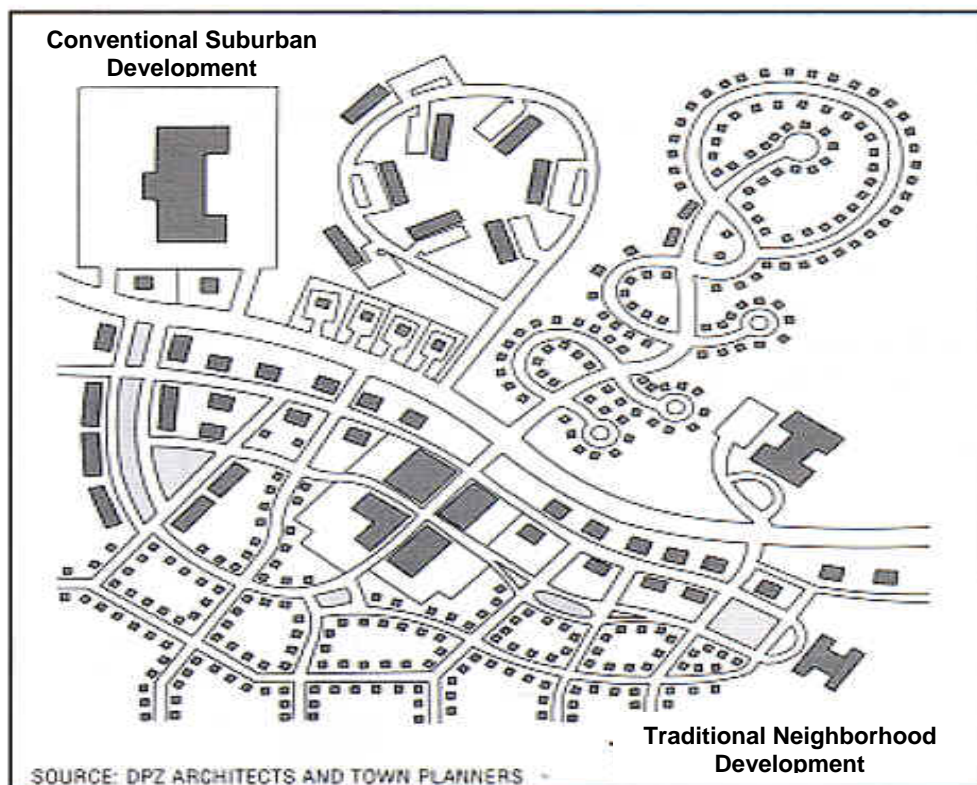 Conventional Suburban
Development
Traditional Neighborhood
Development
SOURCE: DPZ ARCHITECTS AND TOWN PLANNERS